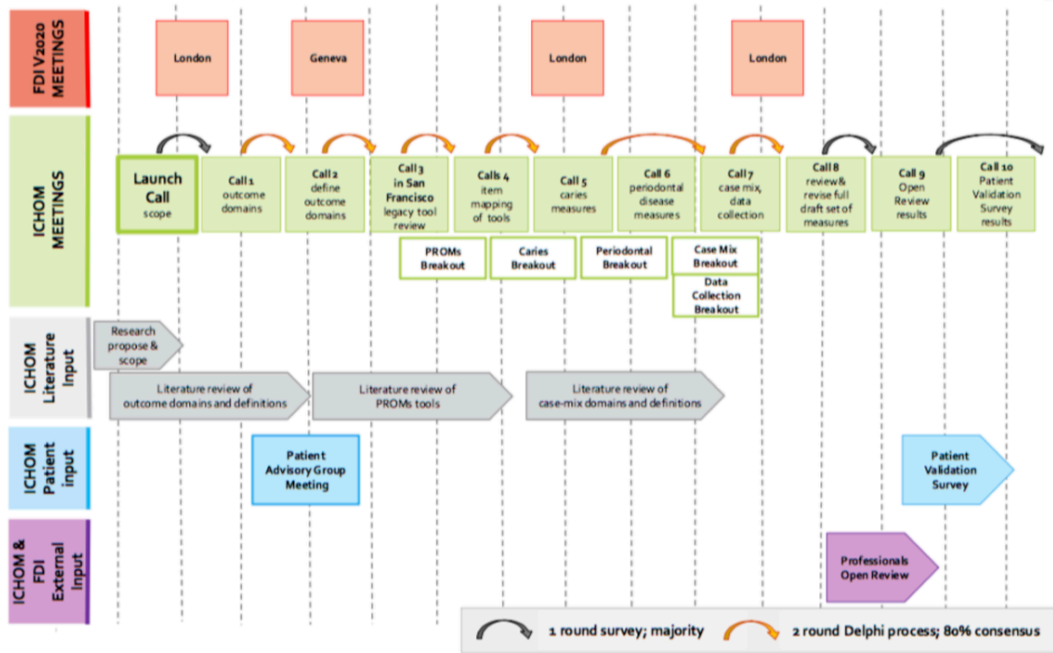 FDI V2020
MEETINGS
London
Geneva
London
London
ICHOM
MEETINGS
Launch
Call
scope
Call 1
outcome
domains
Call 2
define
outcome
domains
Call 3
in San
Francisco
legacy tool
review
Calls 4
item
mapping
of tools
Call 5
caries
measures
Call 6
periodontal
disease
measures
Call 7
case mix,
data
collection
Call 8
review &
revise full
draft set of
measures
Call 9
Open
Review
results
Call 10
Patient
Validation
Survey
results
PROMs
Breakout
Caries
Breakout
Periodontal
Breakout
Case Mix
Breakout
Data
Collection
Breakout
ICHOM
Literature
Input
Research
propose &
scope
Literature review of
outcome domains and definitions
Literature review of
PROMs tools
Literature review of
case-mix domains and definitions
ICHOM
Patient
input
Patient
Advisory Group
Meeting
Patient
Validation
Survey
ICHOM &
FDI
External
Input
Professionals
Open Review
1 round survey; majority
2 round Delphi process; 80% consensus